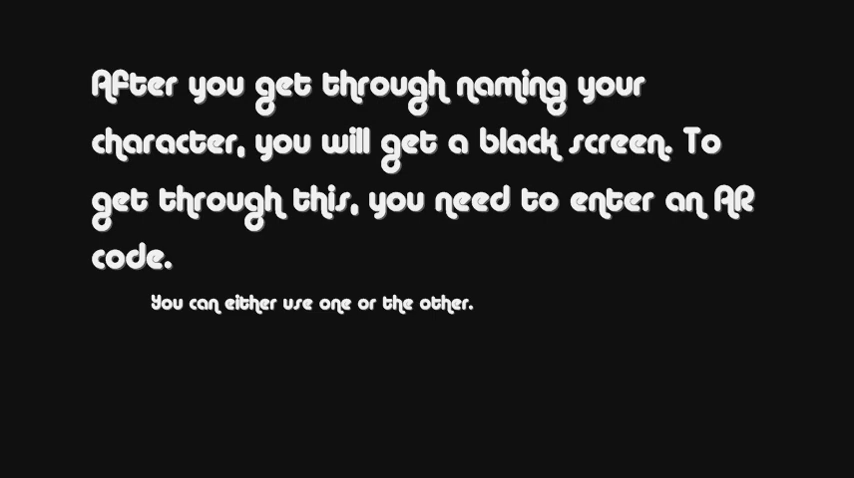 After you get through naming your
character, you will get a black screen. To
get through this, you need to enter an AR
code.
You can either use one or the other.